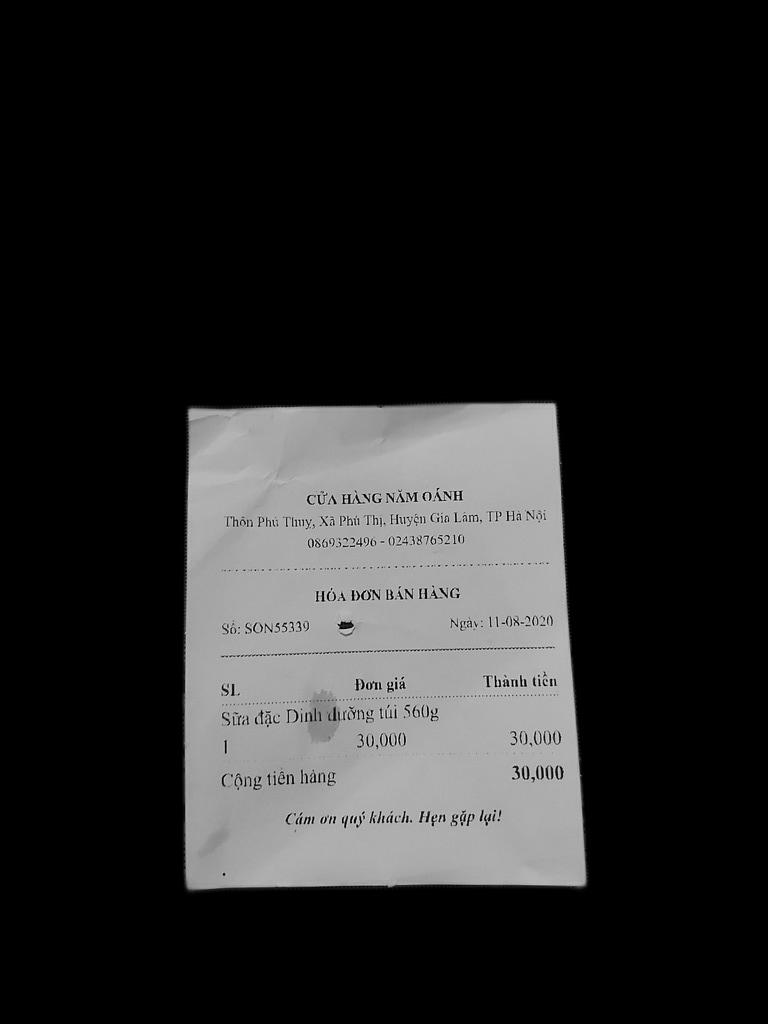 CỬA HÀNG NĂM OÁNH
Thôn Phú Thuỵ, Xã Phú Thị, Huyện Gia Lâm, TP Hà Nội
0869322496 - 02438765210
HÓA ĐƠN BÁN HÀNG
Số: SON55339 Ngày: 11-08-2020
SL Đơn giá Thành tiền
Sữa đặc Dinh dưỡng túi 560g
1 30,000 30,000
Cộng tiền hàng 30,000
Cám ơn quý khách. Hẹn gặp lại!